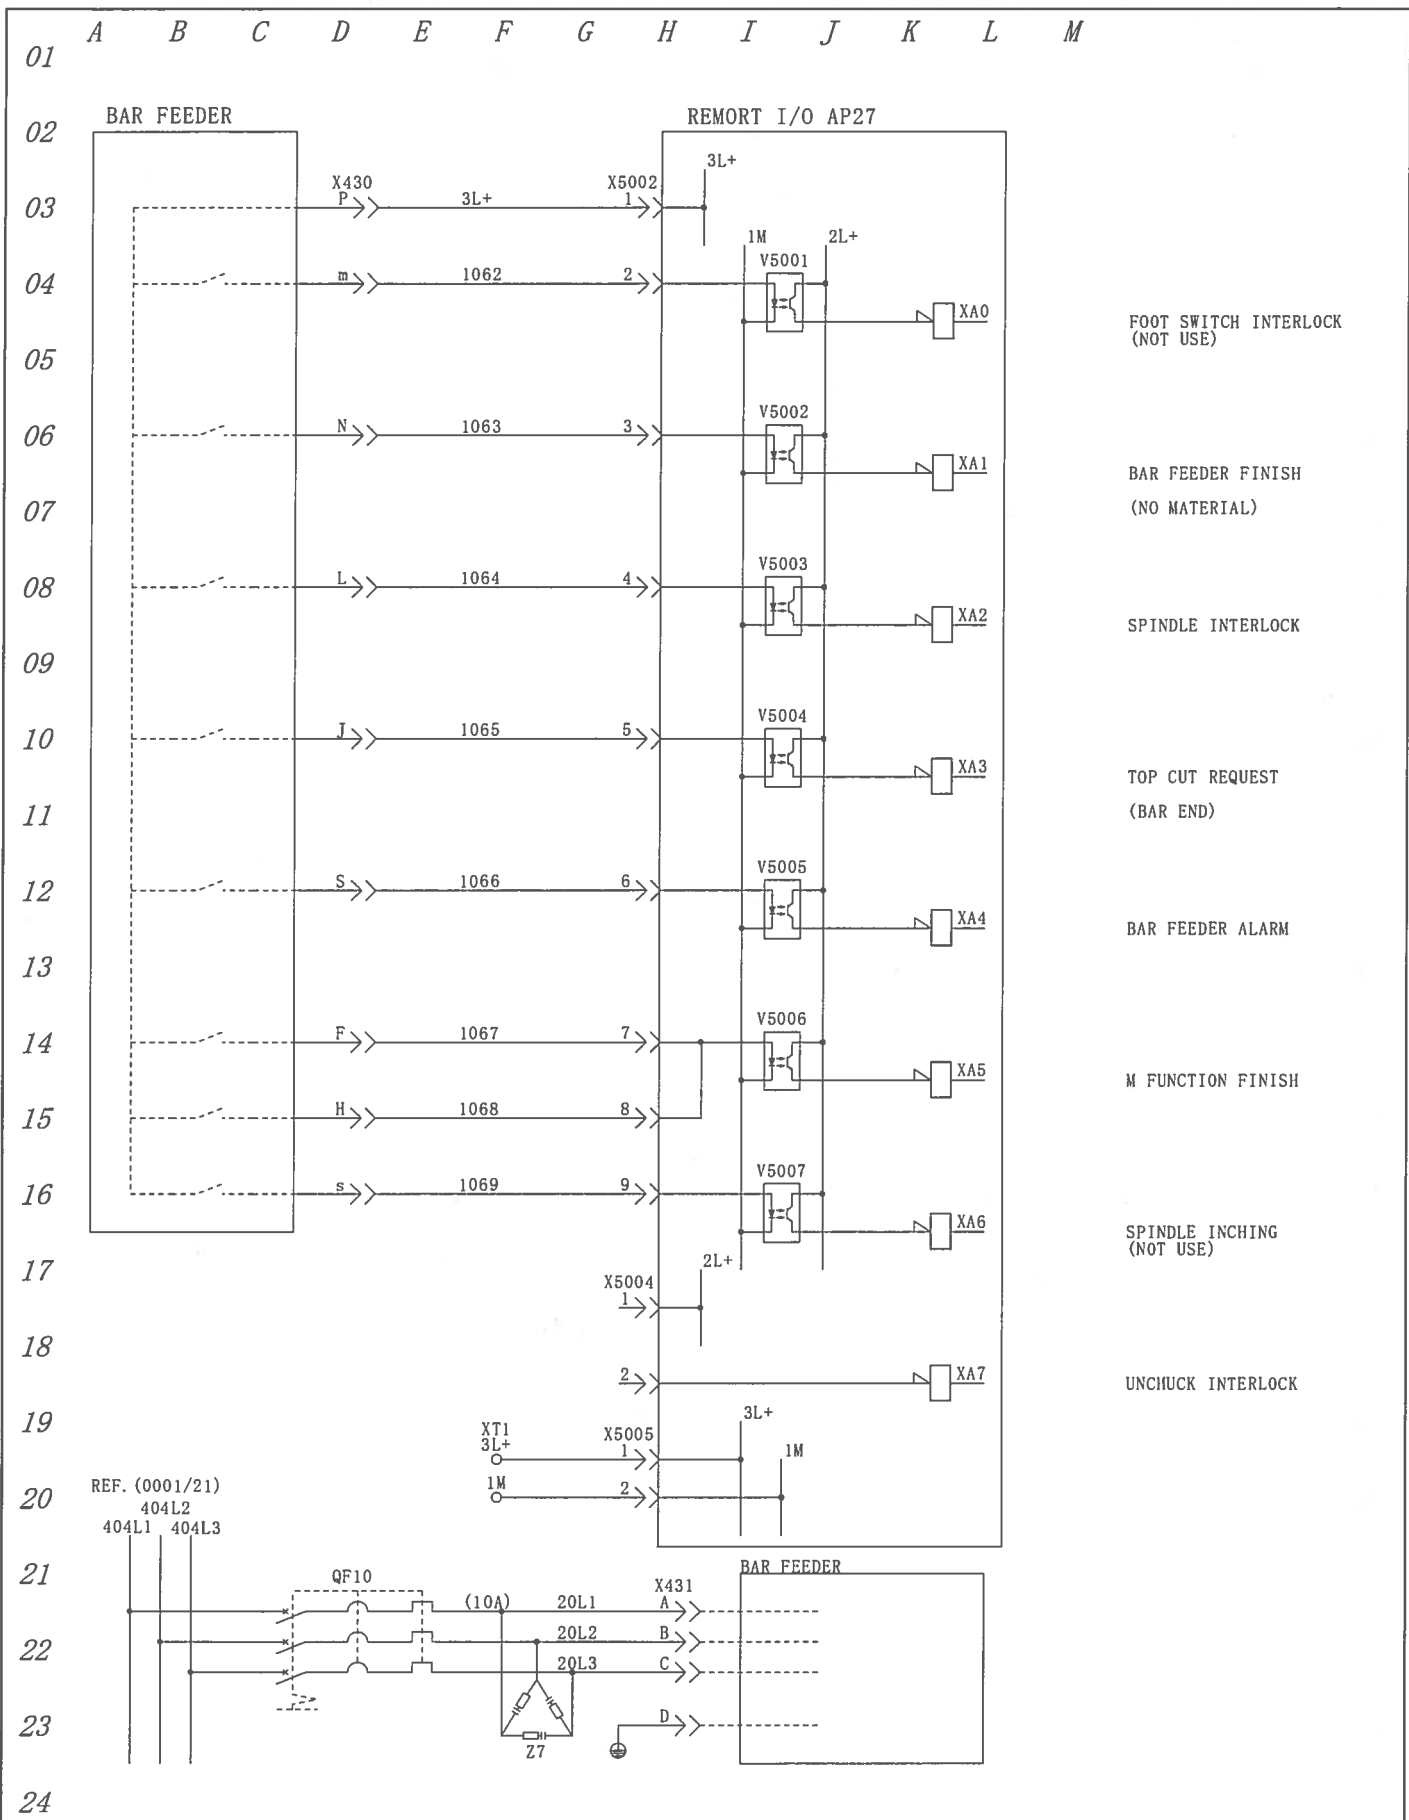 A B C D E F G H I J K L M
01
BAR FEEDER REMORT I/O AP27
02
3L+
X430 X5002
03 P 3L+ 1
1M 2L+
V5001
04 m 1062 2
XA0
FOOT SWITCH INTERLOCK
(NOT USE)
05
V5002
06 N 1063 3
XA1
BAR FEEDER FINISH
07 (NO MATERIAL)
V5003
08 L 1064 4
XA2
SPINDLE INTERLOCK
09
V5004
10 J 1065 5
XA3
TOP CUT REQUEST
11 (BAR END)
V5005
12 S 1066 6
XA4
BAR FEEDER ALARM
13
V5006
14 F 1067 7
XA5
M FUNCTION FINISH
15 H 1068 8
V5007
16 s 1069 9
XA6
SPINDLE INCHING
(NOT USE)
17 2L+
X5004
1
18
2 XA7
UNCHUCK INTERLOCK
19 3L+
XT1 X5005
3L+ 1 1M
REF. (0001/21) 1M 2
20
404L2
404L1 404L3
21 QF10 BAR FEEDER
X431
(10A) 20L1 A
22 20L2 B
20L3 C
23 D
Z7
24